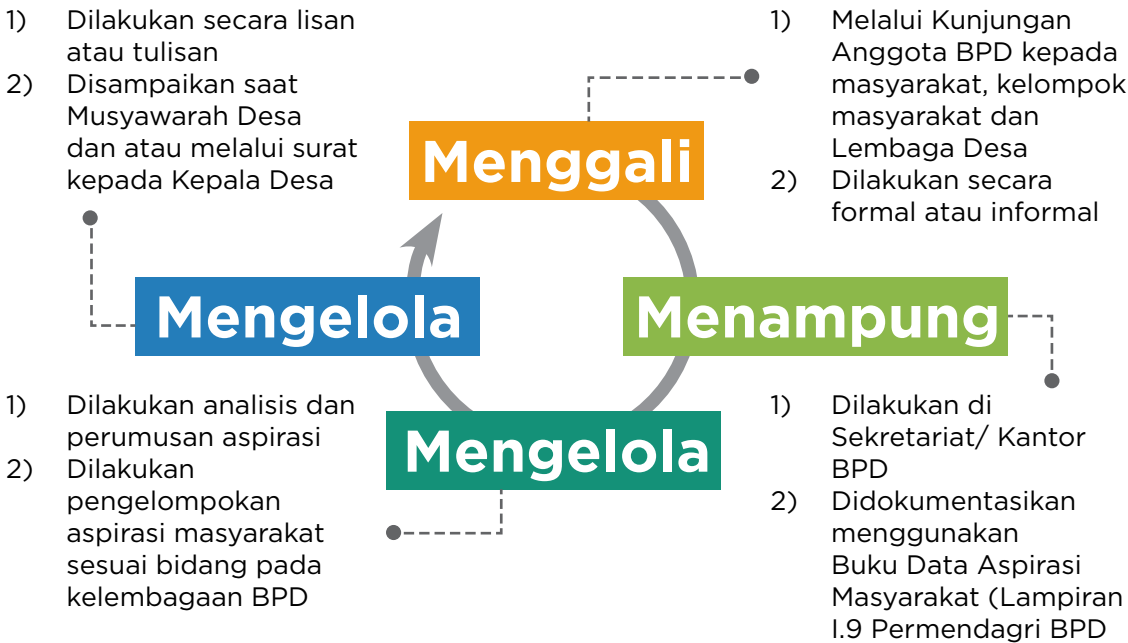 1) Dilakukan secara lisan
atau tulisan
2) Disampaikan saat
Musyawarah Desa
dan atau melalui surat
kepada Kepala Desa
1) Melalui Kunjungan
Anggota BPD kepada
masyarakat, kelompok
masyarakat dan
Lembaga Desa
2) Dilakukan secara
formal atau informal
Menggali
Mengelola
Menampung
Mengelola
1) Dilakukan analisis dan
perumusan aspirasi
2) Dilakukan
pengelompokan
aspirasi masyarakat
sesuai bidang pada
kelembagaan BPD
1) Dilakukan di
Sekretariat/ Kantor
BPD
2) Didokumentasikan
menggunakan
Buku Data Aspirasi
Masyarakat (Lampiran
I.9 Permendagri BPD